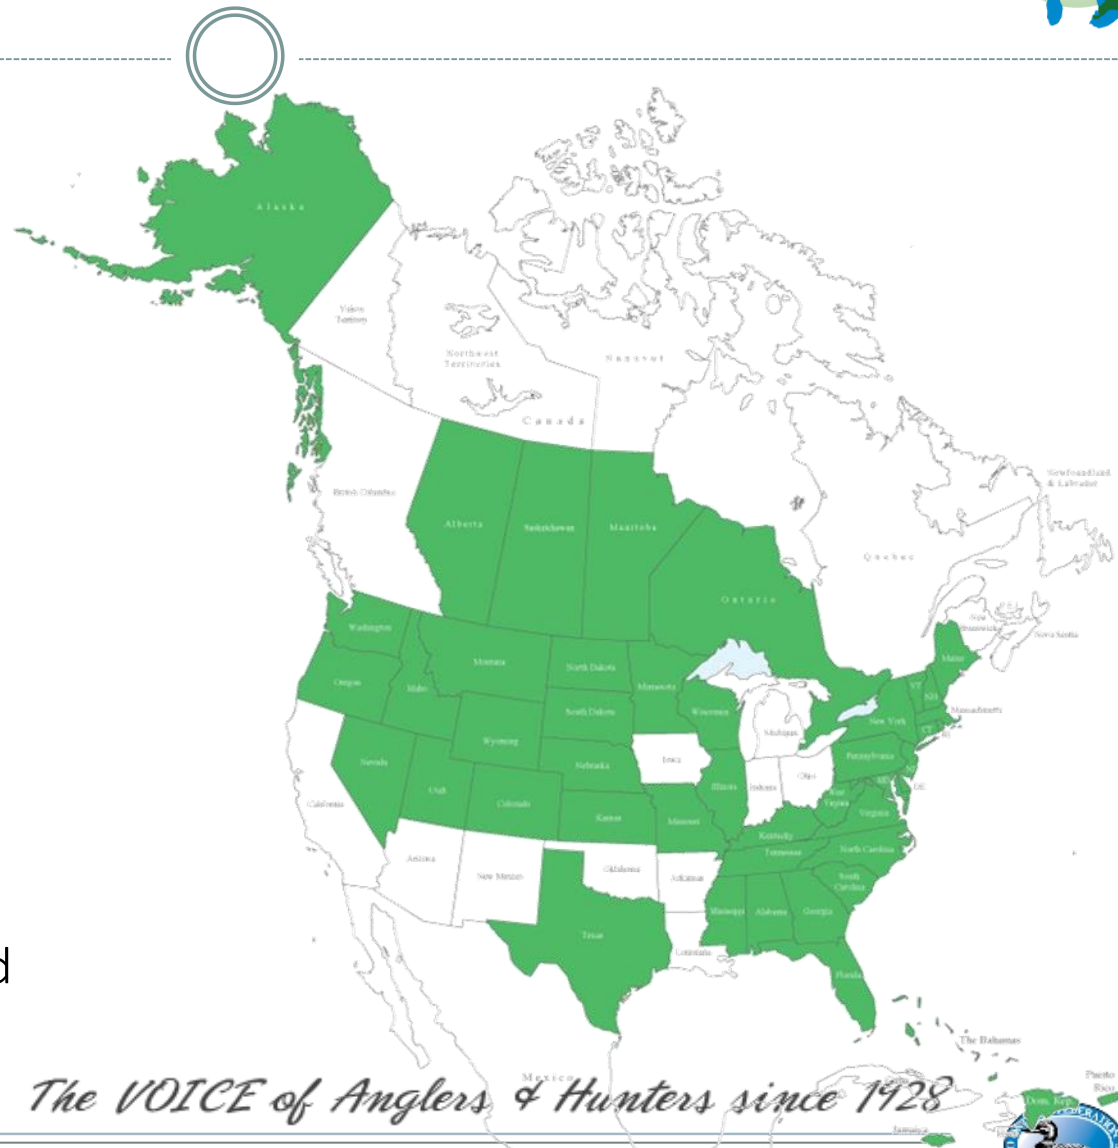 Alaska
Yukon
Territory
Northwest
Territories
Nunavut
Canada
Newfoundland
& Labrador
British Columbia
Alberta
Saskatchewan
Manitoba
Quebec
Ontario
New
Brunswick
Nova Scotia
Washington
Montana
North Dakota
Minnesota
Maine
VT
NH
Oregon
Idaho
South Dakota
Wisconsin
Massachusetts
New York
CT
RI
Michigan
Wyoming
Iowa
Pennsylvania
Nevada
Nebraska
NJ
Utah
Colorado
Illinois
Indiana
Ohio
MD
DE
West
Virginia
Virginia
California
Kansas
Missouri
Kentucky
Arizona
New Mexico
Oklahoma
Arkansas
Tennessee
North Carolina
South
Carolina
Mississippi
Alabama
Georgia
Texas
Louisiana
Florida
d
The Bahamas
Mexico
Puerto
Rico
The VOICE of Anglers & Hunters since 1928
Dom. Rep.
Jamaica